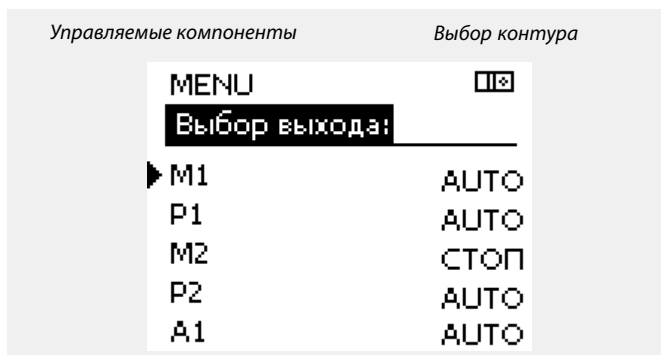 Управляемые компоненты Выбор контура
MENU
Выбор выхода:
M1 AUTO
P1 AUTO
M2 СТОП
P2 AUTO
A1 AUTO